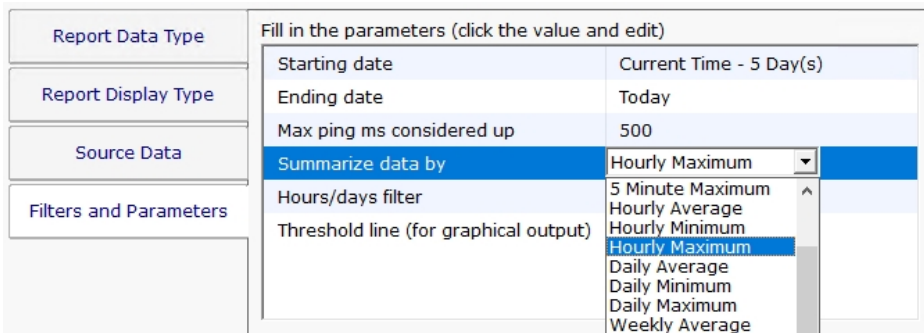 Report Data Type
Report Display Type
Source Data
Filters and Parameters
Fill in the parameters (click the value and edit)
Starting date Current Time - 5 Day(s)
Ending date Today
Max ping ms considered up 500
Summarize data by Hourly Maximum
Hours/days filter
Threshold line (for graphical output)
5 Minute Maximum
Hourly Average
Hourly Minimum
Hourly Maximum
Daily Average
Daily Minimum
Daily Maximum
Weekly Average